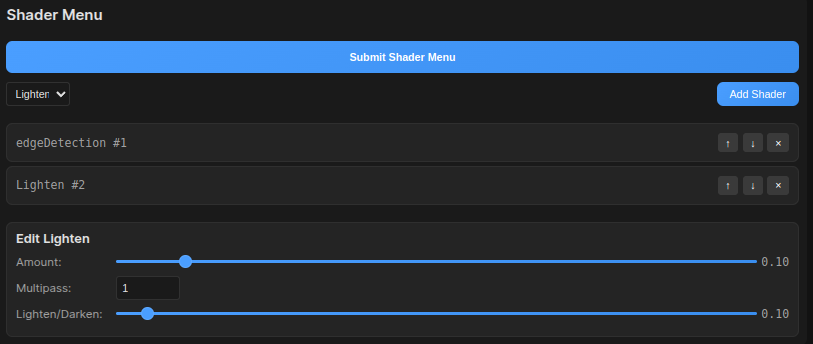 Shader Menu
Submit Shader Menu
Lighten
Add Shader
edgeDetection #1 ↑ ↓ ×
Lighten #2 ↑ ↓ ×
Edit Lighten
Amount: 0.10
Multipass: 1
Lighten/Darken: 0.10